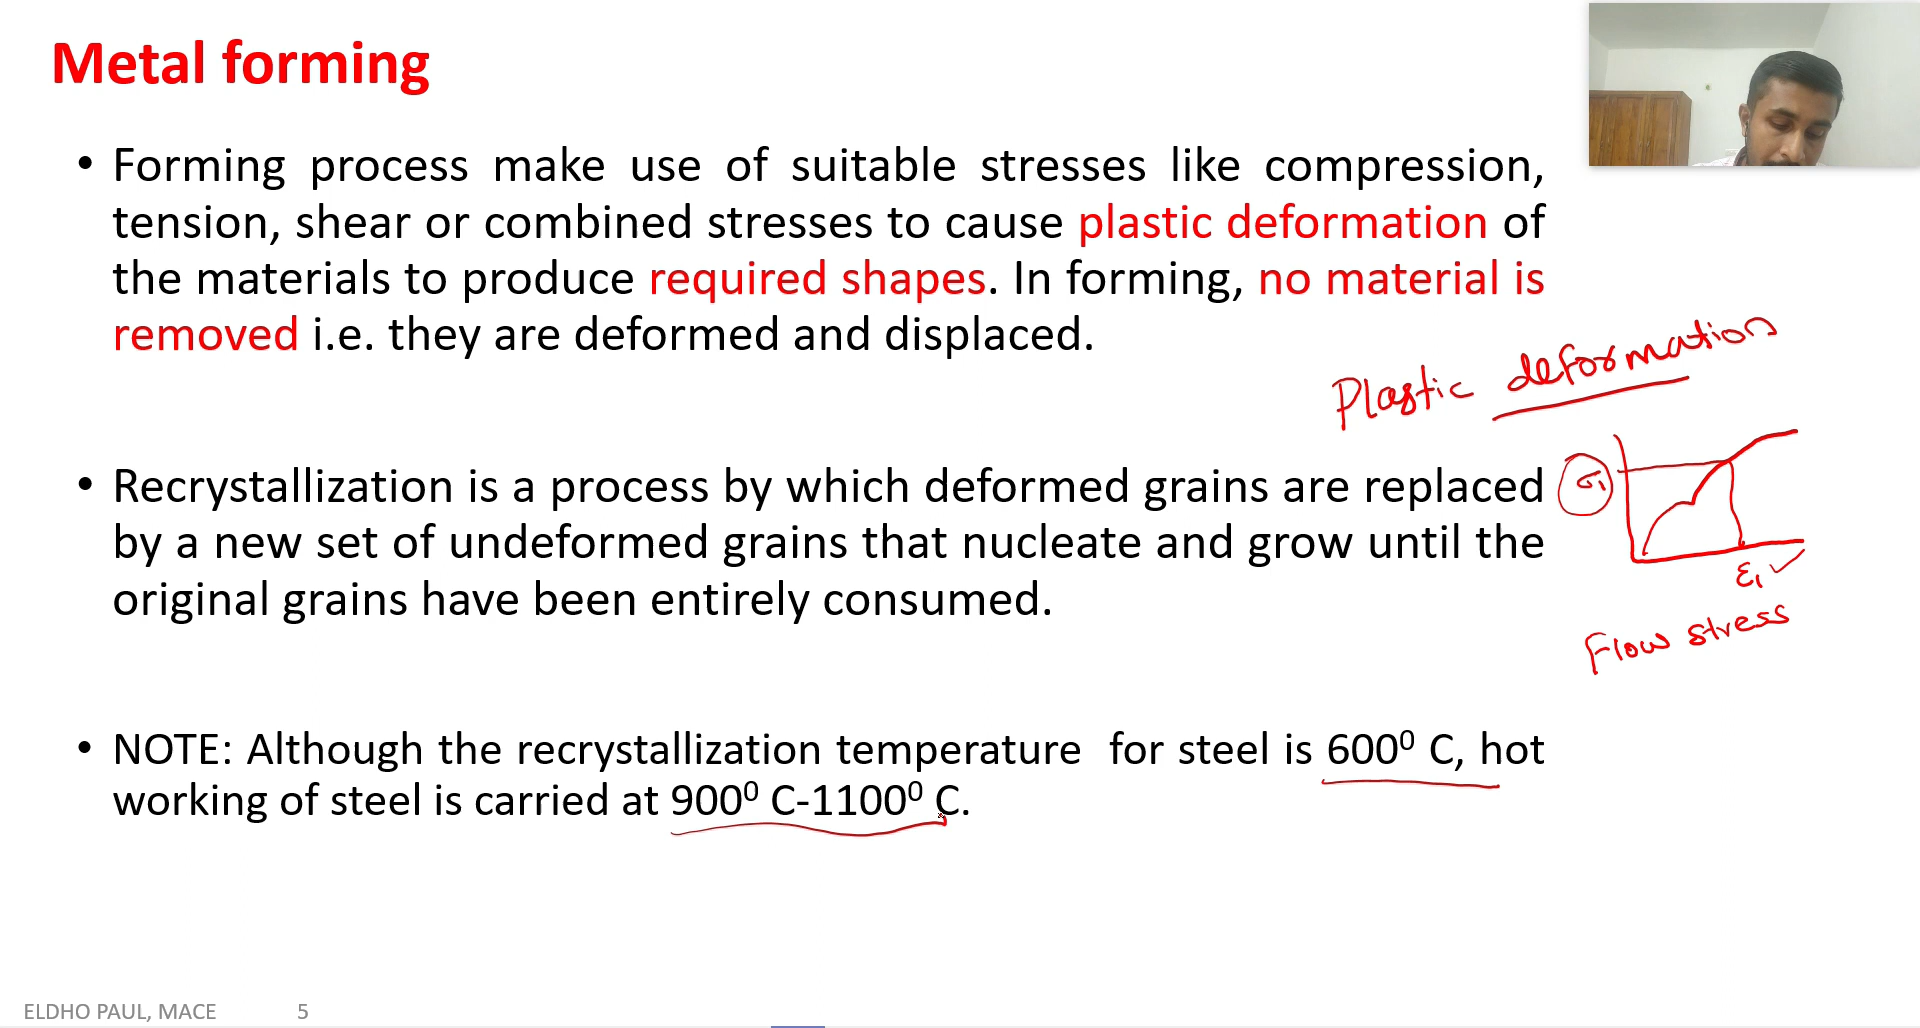 Metal forming
• Forming process make use of suitable stresses like compression,
tension, shear or combined stresses to cause plastic deformation of
the materials to produce required shapes. In forming, no material is
removed i.e. they are deformed and displaced.
Plastic deformation
• Recrystallization is a process by which deformed grains are replaced
by a new set of undeformed grains that nucleate and grow until the
original grains have been entirely consumed.
σ₁
ε₁
Flow stress
• NOTE: Although the recrystallization temperature for steel is 600⁰ C, hot
working of steel is carried at 900⁰ C-1100⁰ C.
ELDHO PAUL, MACE 5